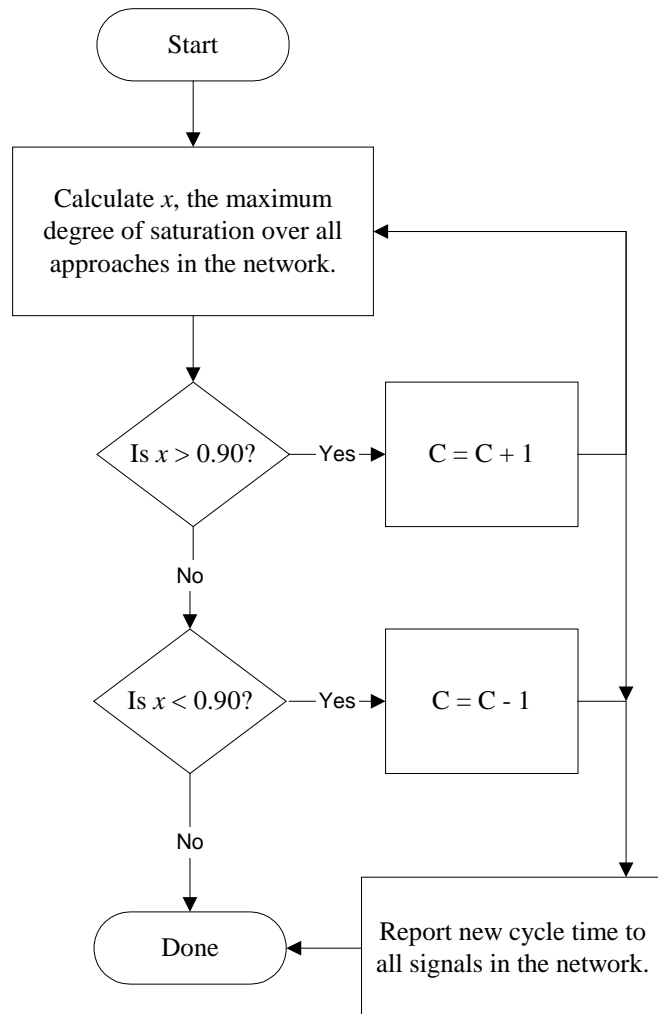 Start
Calculate x, the maximum
degree of saturation over all
approaches in the network.
Is x > 0.90?
Yes
C = C + 1
No
Is x < 0.90?
Yes
C = C - 1
No
Done
Report new cycle time to
all signals in the network.